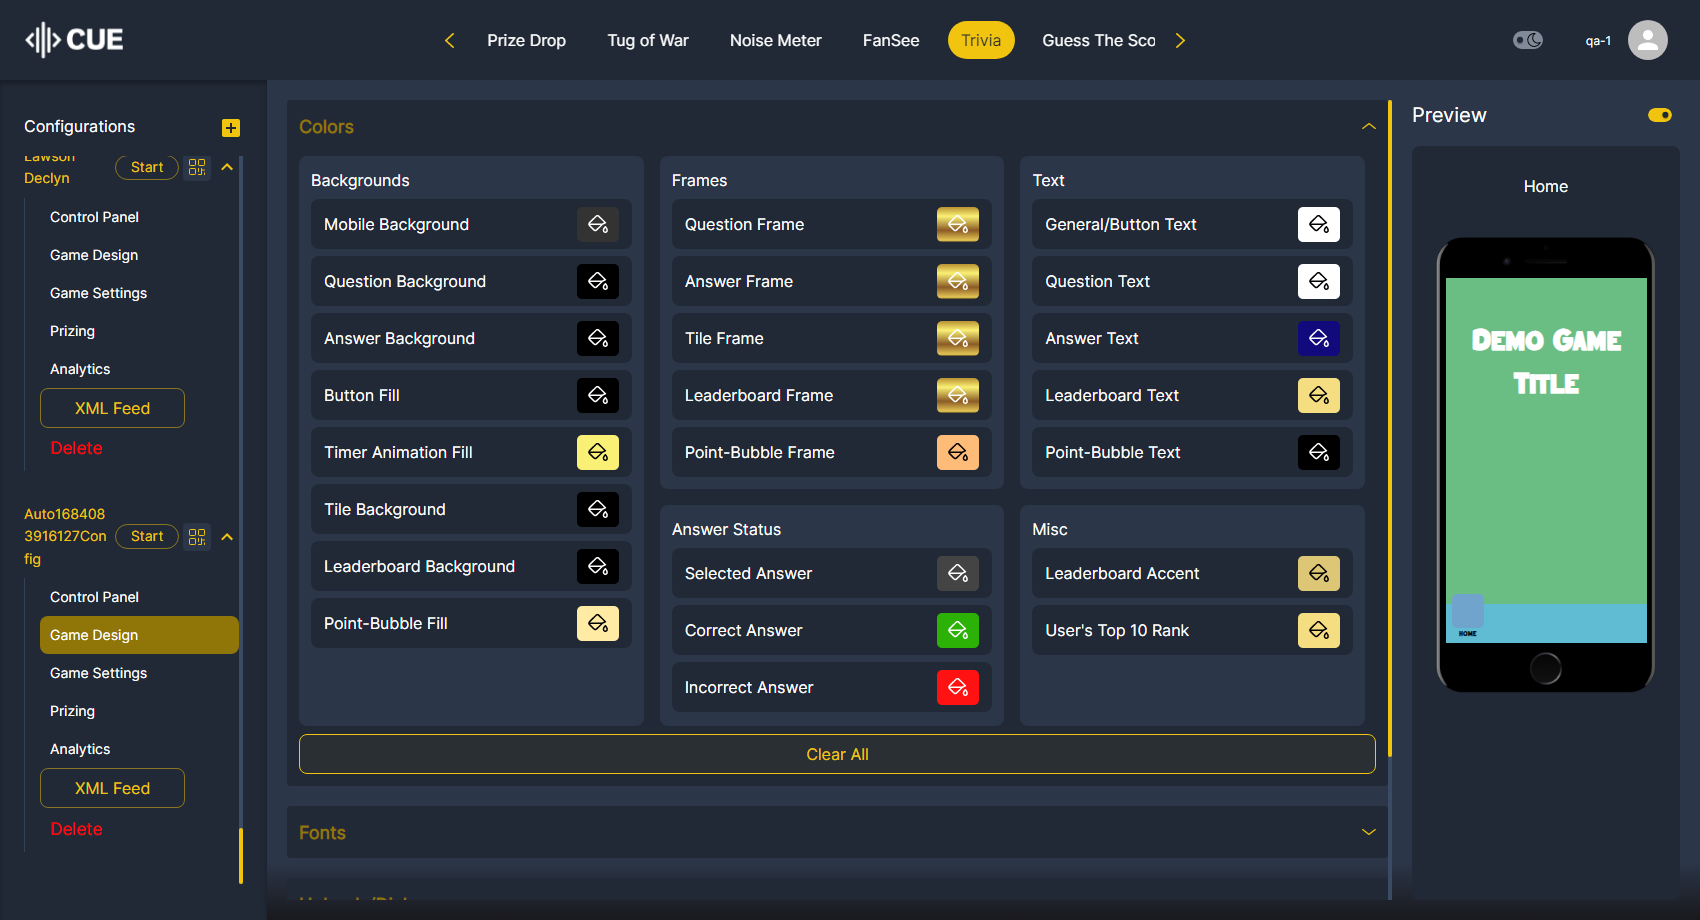 CUE
Prize Drop
Tug of War
Noise Meter
FanSee
Trivia
Guess The Sco
qa-1
Configurations
Lawson
Declyn
Start
Control Panel
Game Design
Game Settings
Prizing
Analytics
XML Feed
Delete
Auto168408
3916127Con
fig
Start
Control Panel
Game Design
Game Settings
Prizing
Analytics
XML Feed
Delete
Colors
Backgrounds
Mobile Background
Question Background
Answer Background
Button Fill
Timer Animation Fill
Tile Background
Leaderboard Background
Point-Bubble Fill
Frames
Question Frame
Answer Frame
Tile Frame
Leaderboard Frame
Point-Bubble Frame
Text
General/Button Text
Question Text
Answer Text
Leaderboard Text
Point-Bubble Text
Answer Status
Selected Answer
Correct Answer
Incorrect Answer
Misc
Leaderboard Accent
User's Top 10 Rank
Clear All
Fonts
Preview
Home
Demo Game
Title
HOME